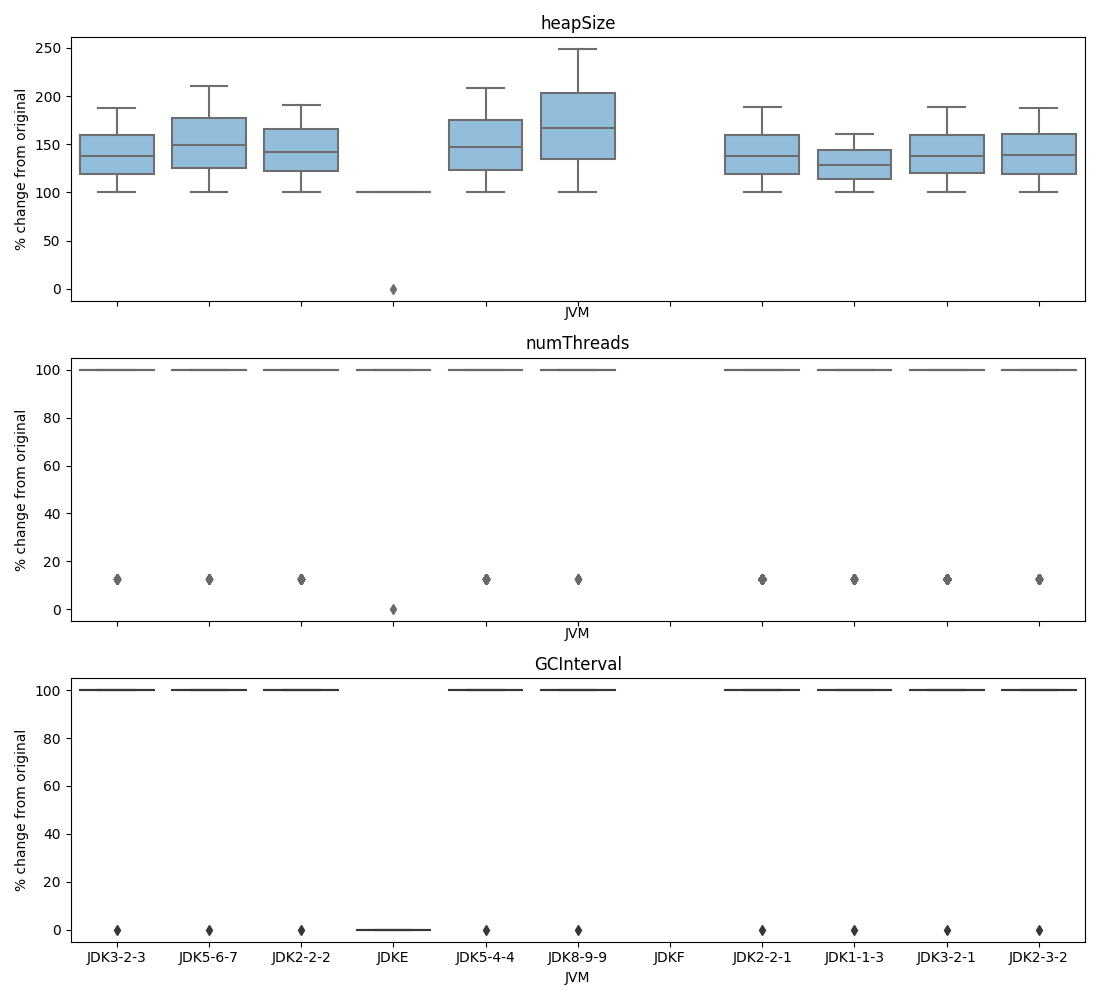 heapSize
% change from original
250
200
150
100
50
0
JVM
numThreads
% change from original
100
80
60
40
20
0
JVM
GCInterval
% change from original
100
80
60
40
20
0
JDK3-2-3 JDK5-6-7 JDK2-2-2 JDKE JDK5-4-4 JDK8-9-9 JDKF JDK2-2-1 JDK1-1-3 JDK3-2-1 JDK2-3-2
JVM